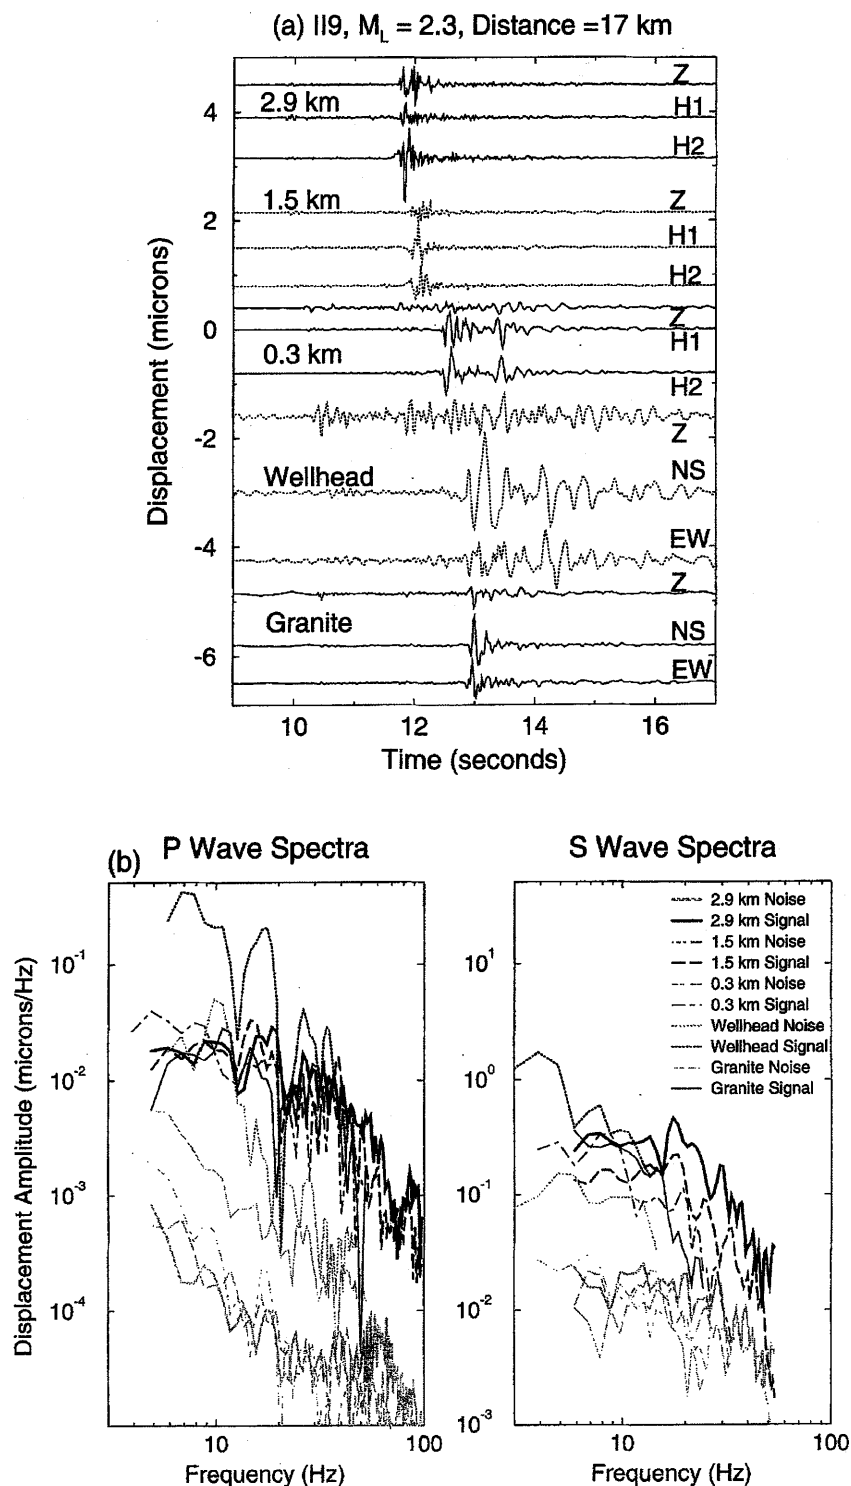 (a) II9, M_L = 2.3, Distance =17 km
Z
2.9 km
H1
4
H2
1.5 km
Z
2
H1
H2
Z
0
H1
0.3 km
H2
-2
Z
Wellhead
NS
EW
-4
Z
Granite
NS
-6
EW
Displacement (microns)
10 12 14 16
Time (seconds)
(b) P Wave Spectra
S Wave Spectra
Displacement Amplitude (microns/Hz)
10^-1
10^-2
10^-3
10^-4
10 100
Frequency (Hz)
10^1
10^0
10^-1
10^-2
10^-3
2.9 km Noise
2.9 km Signal
1.5 km Noise
1.5 km Signal
0.3 km Noise
0.3 km Signal
Wellhead Noise
Wellhead Signal
Granite Noise
Granite Signal
10 100
Frequency (Hz)